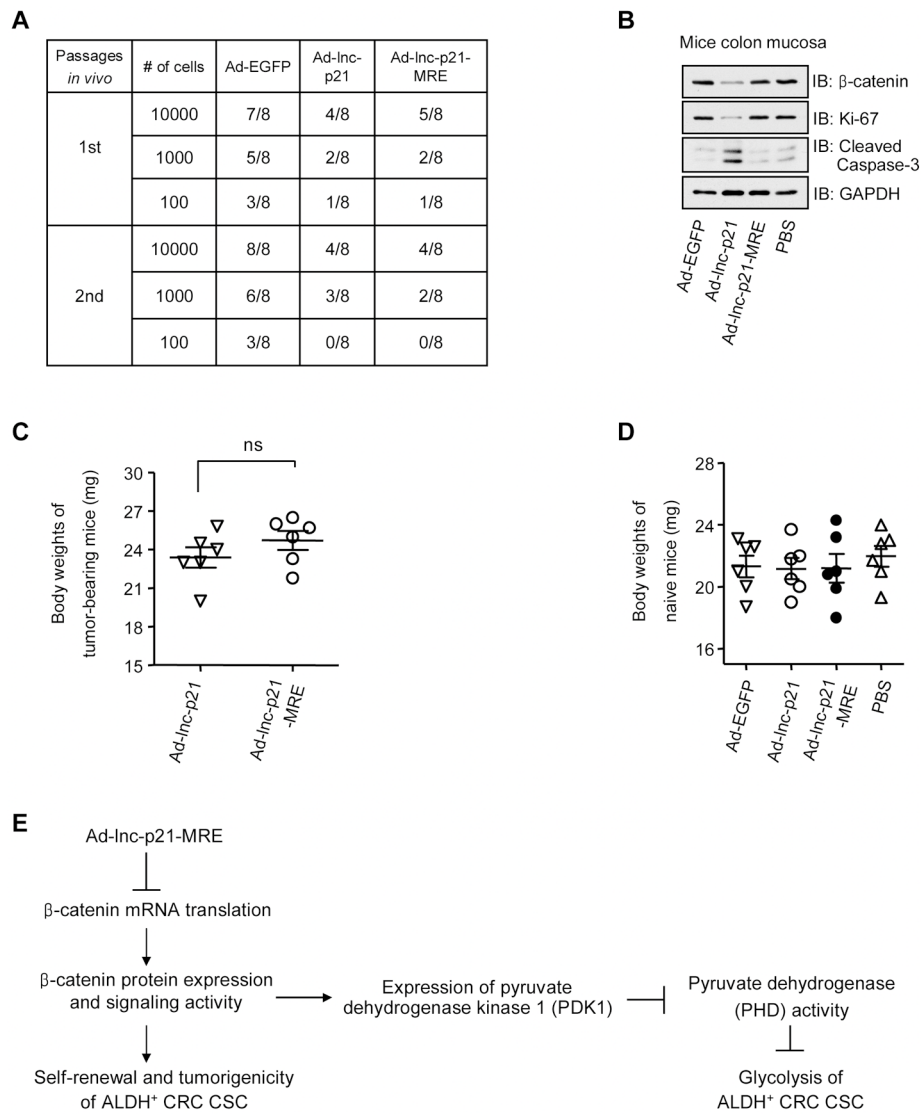 A
Passages in vivo # of cells Ad-EGFP Ad-lnc-p21 Ad-lnc-p21-MRE
1st 10000 7/8 4/8 5/8
1000 5/8 2/8 2/8
100 3/8 1/8 1/8
2nd 10000 8/8 4/8 4/8
1000 6/8 3/8 2/8
100 3/8 0/8 0/8
B
Mice colon mucosa
IB: β-catenin
IB: Ki-67
IB: Cleaved
Caspase-3
IB: GAPDH
Ad-EGFP
Ad-lnc-p21
Ad-lnc-p21-MRE
PBS
C
Body weights of
tumor-bearing mice (mg)
ns
30
27
24
21
18
15
Ad-lnc-p21
Ad-lnc-p21
-MRE
D
Body weights of
naive mice (mg)
28
24
20
16
Ad-EGFP
Ad-lnc-p21
Ad-lnc-p21
-MRE
PBS
E
Ad-lnc-p21-MRE
β-catenin mRNA translation
β-catenin protein expression
and signaling activity
Expression of pyruvate
dehydrogenase kinase 1 (PDK1)
Pyruvate dehydrogenase
(PHD) activity
Self-renewal and tumorigenicity
of ALDH⁺ CRC CSC
Glycolysis of
ALDH⁺ CRC CSC